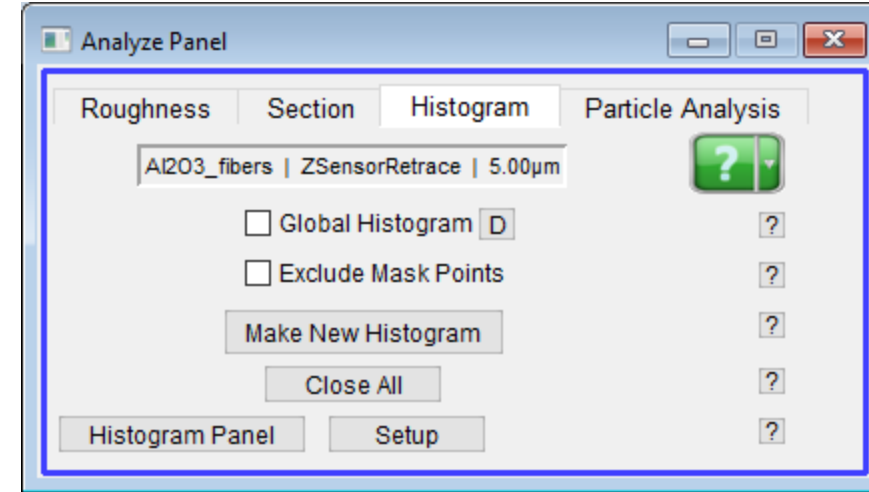 Analyze Panel
Roughness Section Histogram Particle Analysis
Al2O3_fibers | ZSensorRetrace | 5.00µm ?
Global Histogram D ?
Exclude Mask Points ?
Make New Histogram ?
Close All ?
Histogram Panel Setup ?